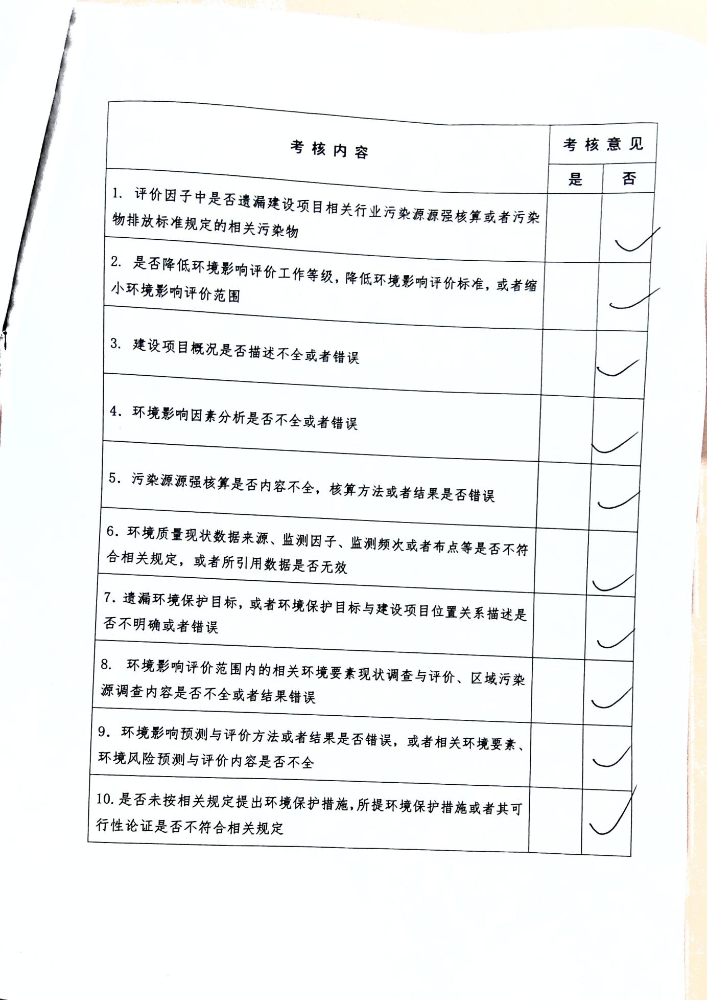 考核内容
考核意见
是
否
1. 评价因子中是否遗漏建设项目相关行业污染源源强核算或者污染
物排放标准规定的相关污染物
✓
2. 是否降低环境影响评价工作等级，降低环境影响评价标准，或者缩
小环境影响评价范围
✓
3. 建设项目概况是否描述不全或者错误
✓
4. 环境影响因素分析是否不全或者错误
✓
5. 污染源源强核算是否内容不全，核算方法或者结果是否错误
✓
6. 环境质量现状数据来源、监测因子、监测频次或者布点等是否不符
合相关规定，或者所引用数据是否无效
✓
7. 遗漏环境保护目标，或者环境保护目标与建设项目位置关系描述是
否不明确或者错误
✓
8. 环境影响评价范围内的相关环境要素现状调查与评价、区域污染
源调查内容是否不全或者结果错误
✓
9. 环境影响预测与评价方法或者结果是否错误，或者相关环境要素、
环境风险预测与评价内容是否不全
✓
10. 是否未按相关规定提出环境保护措施，所提环境保护措施或者其可
行性论证是否不符合相关规定
✓